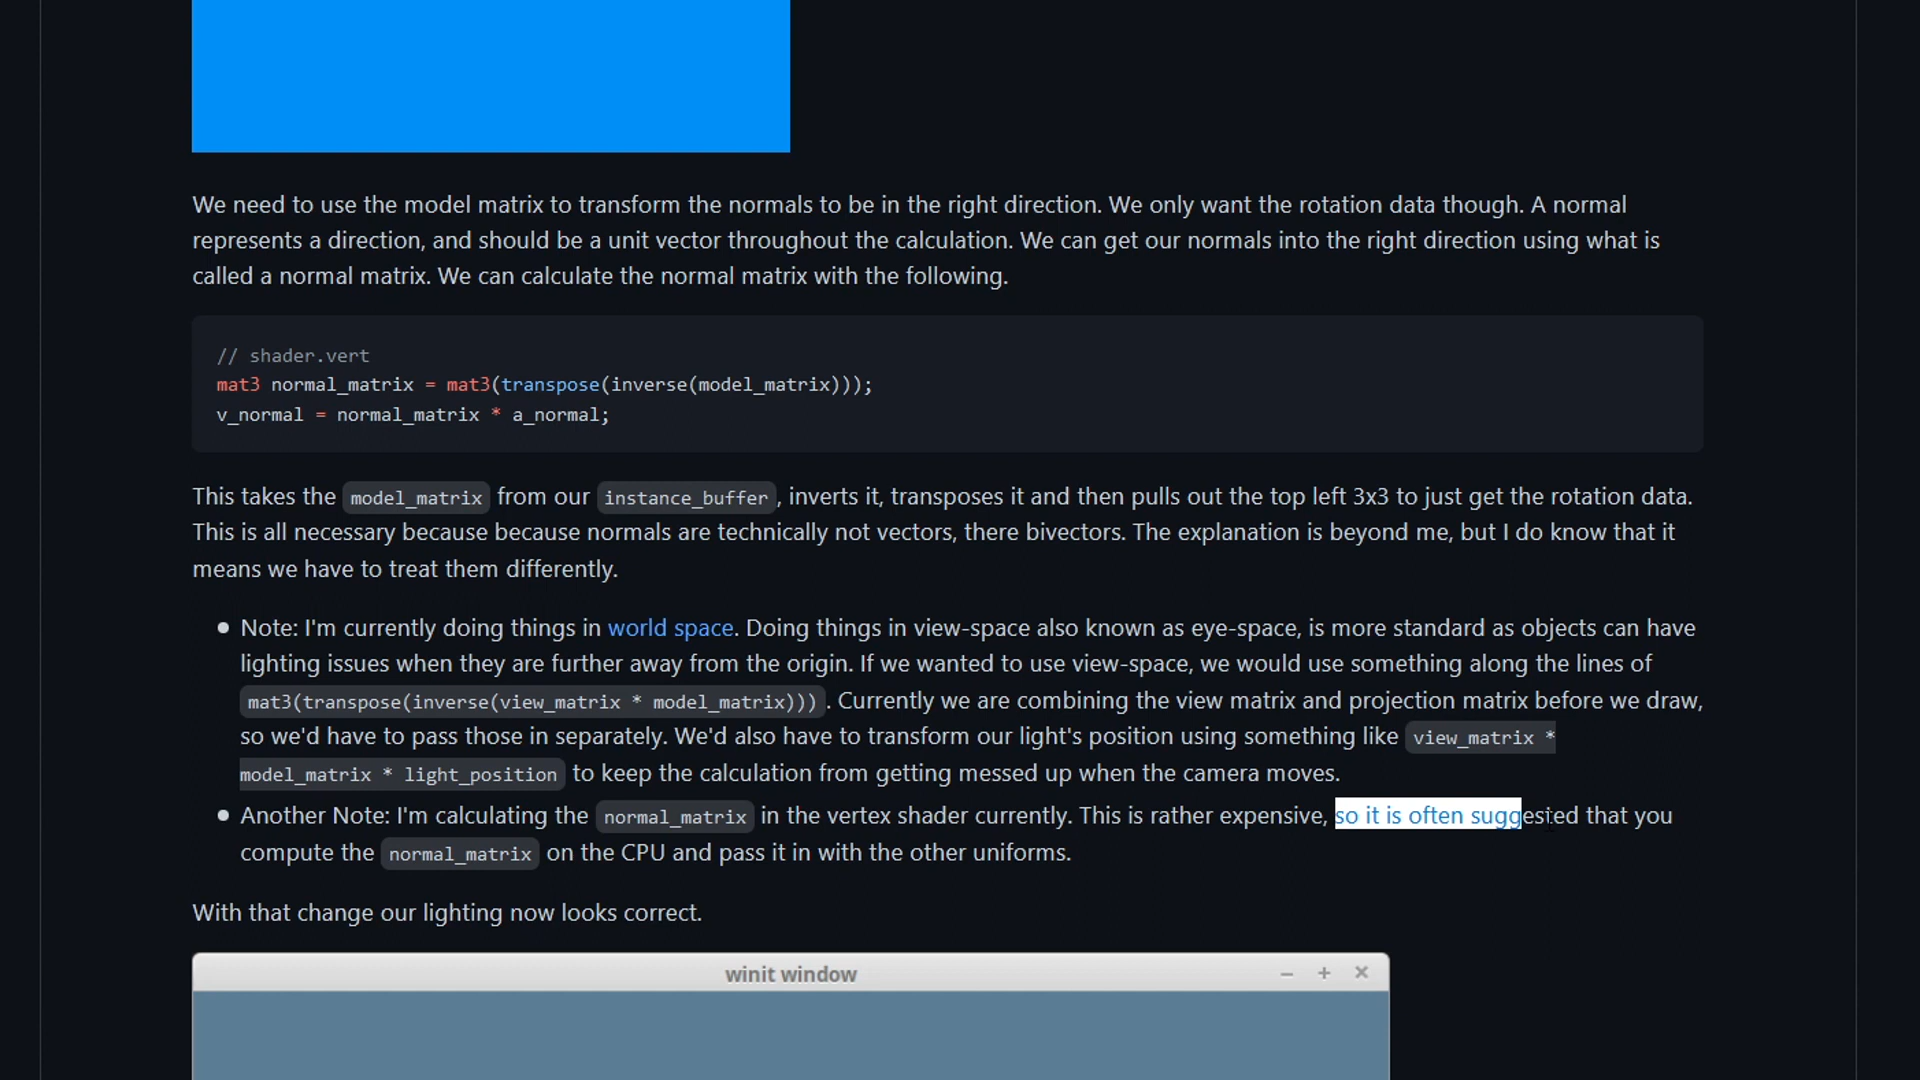 We need to use the model matrix to transform the normals to be in the right direction. We only want the rotation data though. A normal
represents a direction, and should be a unit vector throughout the calculation. We can get our normals into the right direction using what is
called a normal matrix. We can calculate the normal matrix with the following.
// shader.vert
mat3 normal_matrix = mat3(transpose(inverse(model_matrix)));
v_normal = normal_matrix * a_normal;
This takes the model_matrix from our instance_buffer, inverts it, transposes it and then pulls out the top left 3x3 to just get the rotation data.
This is all necessary because because normals are technically not vectors, there bivectors. The explanation is beyond me, but I do know that it
means we have to treat them differently.
● Note: I'm currently doing things in world space. Doing things in view-space also known as eye-space, is more standard as objects can have
lighting issues when they are further away from the origin. If we wanted to use view-space, we would use something along the lines of
mat3(transpose(inverse(view_matrix * model_matrix))). Currently we are combining the view matrix and projection matrix before we draw,
so we'd have to pass those in separately. We'd also have to transform our light's position using something like view_matrix *
model_matrix * light_position to keep the calculation from getting messed up when the camera moves.
● Another Note: I'm calculating the normal_matrix in the vertex shader currently. This is rather expensive, so it is often suggested that you
compute the normal_matrix on the CPU and pass it in with the other uniforms.
With that change our lighting now looks correct.
winit window